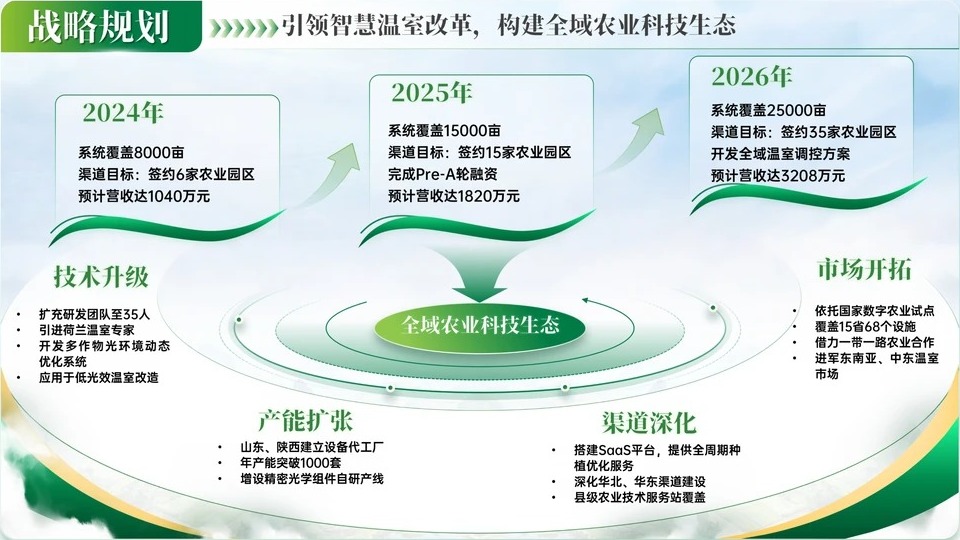 战略规划
引领智慧温室改革，构建全域农业科技生态
2024年
系统覆盖8000亩
渠道目标：签约6家农业园区
预计营收达1040万元
2025年
系统覆盖15000亩
渠道目标：签约15家农业园区
完成Pre-A轮融资
预计营收达1820万元
2026年
系统覆盖25000亩
渠道目标：签约35家农业园区
开发全域温室调控方案
预计营收达3208万元
全域农业科技生态
技术升级
• 扩充研发团队至35人
• 引进荷兰温室专家
• 开发多作物光环境动态
优化系统
• 应用于低光效温室改造
产能扩张
• 山东、陕西建立设备代工厂
• 年产能突破1000套
• 增设精密光学组件自研产线
渠道深化
• 搭建SaaS平台，提供全周期种
植优化服务
• 深化华北、华东渠道建设
• 县级农业技术服务站覆盖
市场开拓
• 依托国家数字农业试点
• 覆盖15省68个设施
• 借力一带一路农业合作
• 进军东南亚、中东温室
市场